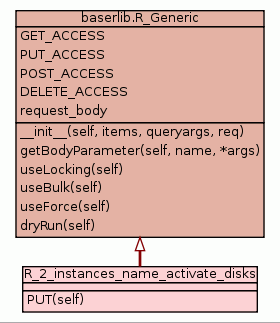 baserlib.R_Generic
GET_ACCESS
PUT_ACCESS
POST_ACCESS
DELETE_ACCESS
request_body
__init__(self, items, queryargs, req)
getBodyParameter(self, name, *args)
useLocking(self)
useBulk(self)
useForce(self)
dryRun(self)
R_2_instances_name_activate_disks
PUT(self)